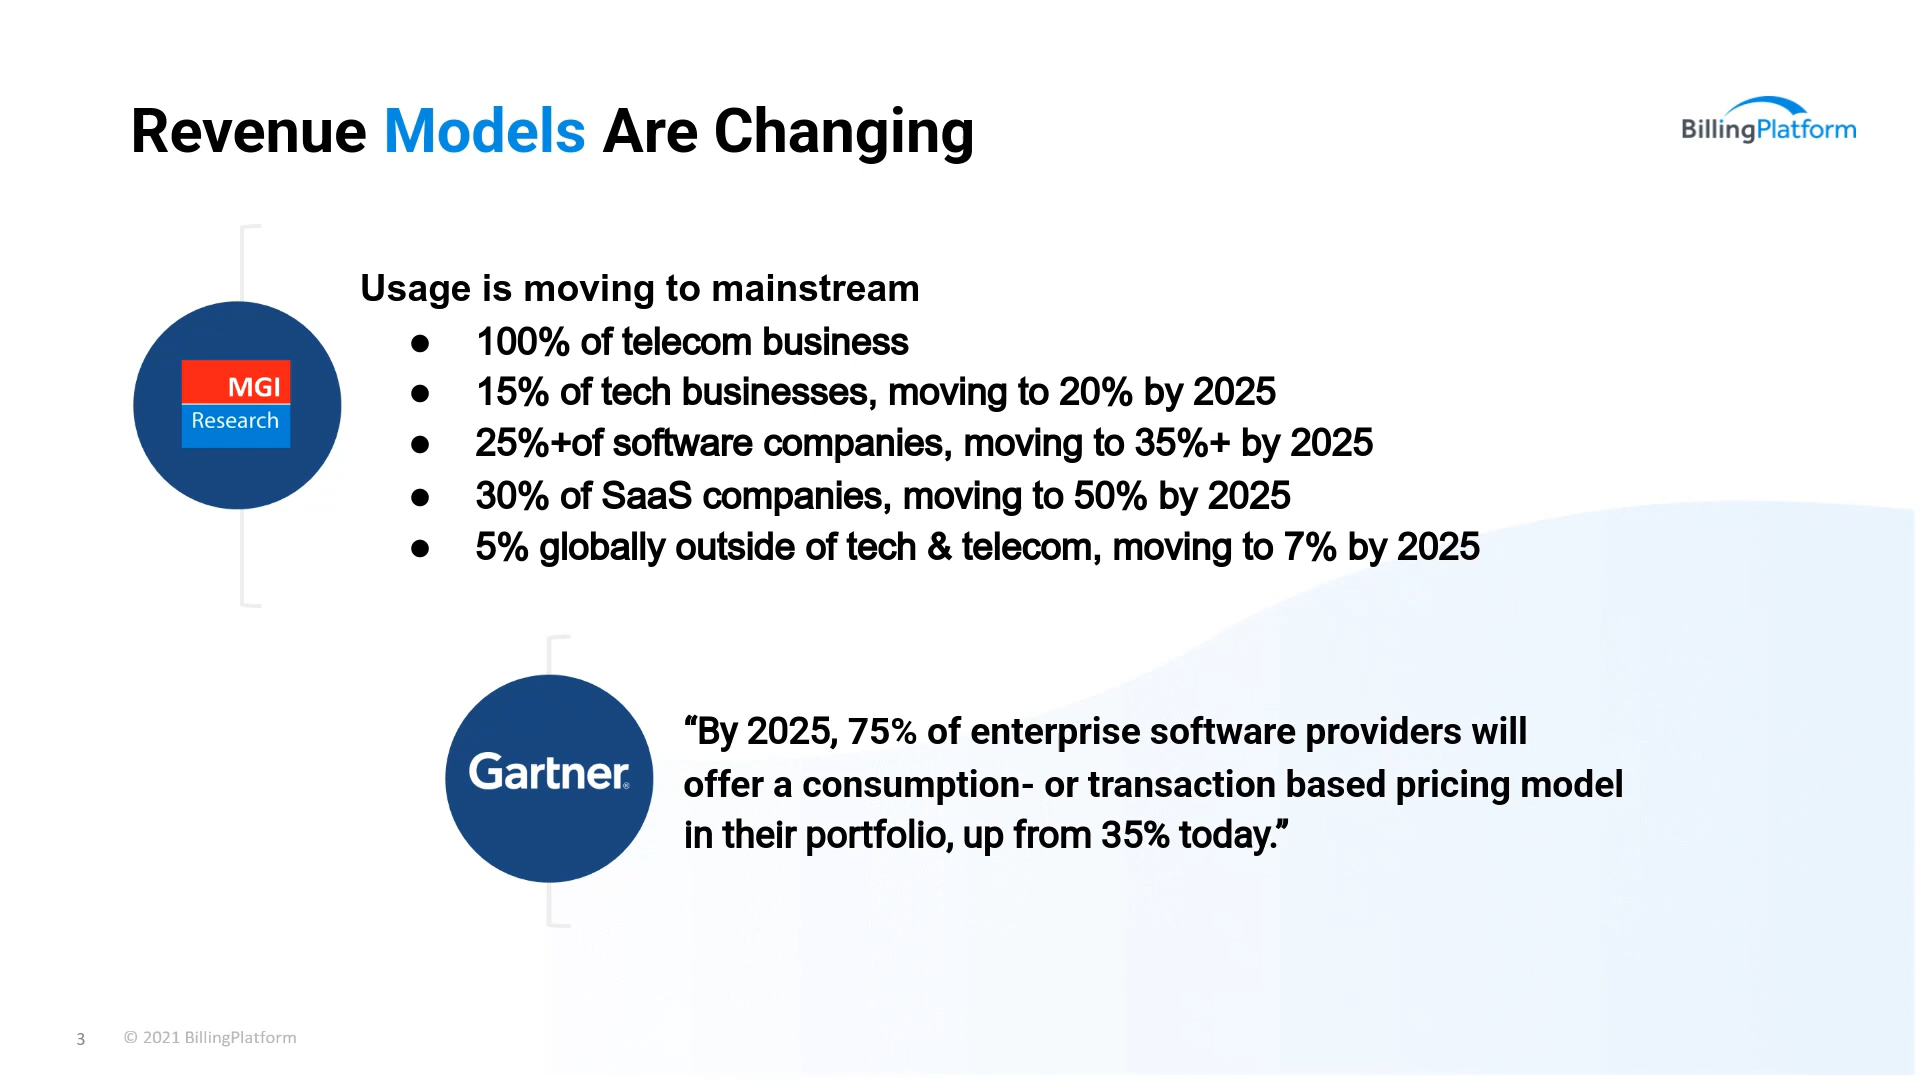 Revenue Models Are Changing
BillingPlatform
Usage is moving to mainstream
● 100% of telecom business
● 15% of tech businesses, moving to 20% by 2025
● 25%+of software companies, moving to 35%+ by 2025
● 30% of SaaS companies, moving to 50% by 2025
● 5% globally outside of tech & telecom, moving to 7% by 2025
MGI
Research
Gartner®
“By 2025, 75% of enterprise software providers will
offer a consumption- or transaction based pricing model
in their portfolio, up from 35% today.”
3 © 2021 BillingPlatform